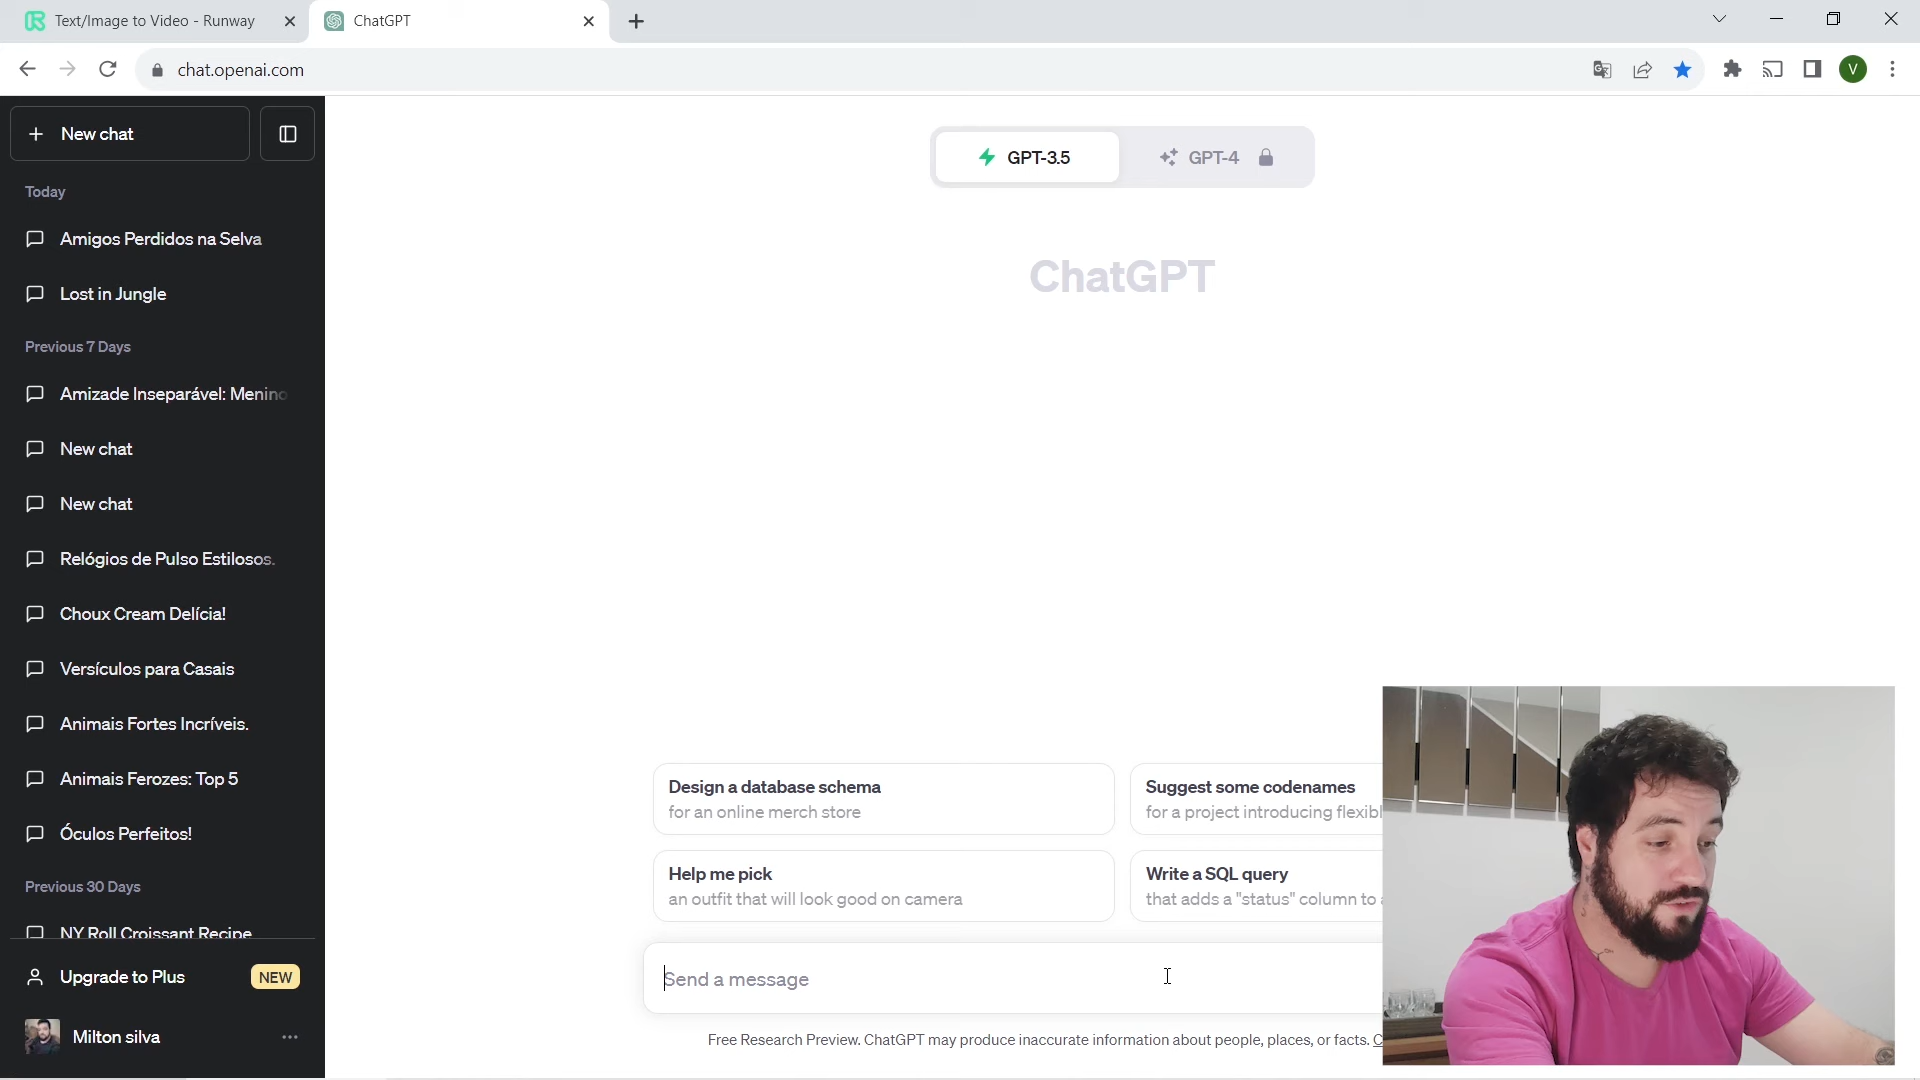 Text/Image to Video - Runway
ChatGPT
chat.openai.com
V
New chat
Today
Amigos Perdidos na Selva
Lost in Jungle
Previous 7 Days
Amizade Inseparável: Menino
New chat
New chat
Relógios de Pulso Estilosos.
Choux Cream Delícia!
Versículos para Casais
Animais Fortes Incríveis.
Animais Ferozes: Top 5
Óculos Perfeitos!
Previous 30 Days
NY Roll Croissant Recipe
Upgrade to Plus NEW
Milton silva
GPT-3.5
GPT-4
ChatGPT
Design a database schema
for an online merch store
Suggest some codenames
for a project introducing flexibl
Help me pick
an outfit that will look good on camera
Write a SQL query
that adds a "status" column to
Send a message
Free Research Preview. ChatGPT may produce inaccurate information about people, places, or facts.